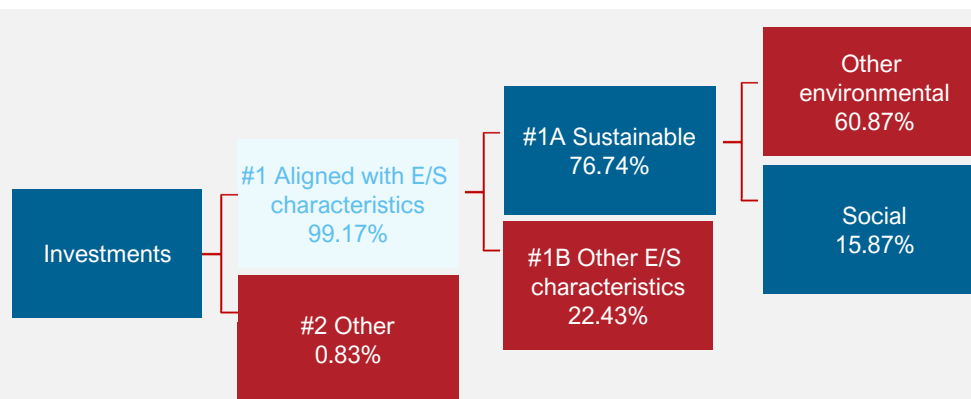 Investments
#1 Aligned with E/S
characteristics
99.17%
#2 Other
0.83%
#1A Sustainable
76.74%
#1B Other E/S
characteristics
22.43%
Other
environmental
60.87%
Social
15.87%